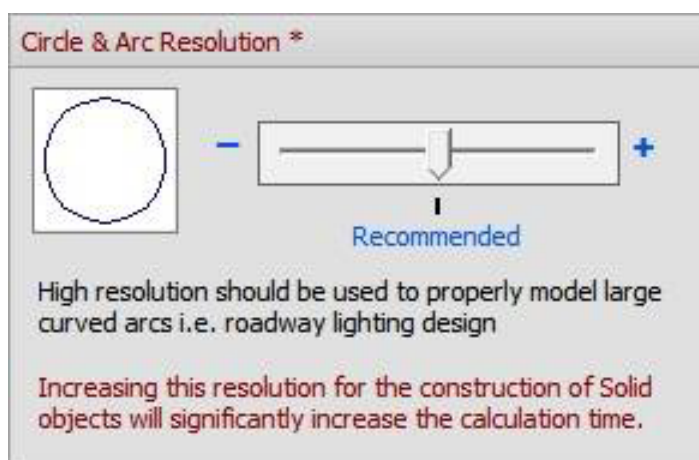 Circle & Arc Resolution *
− +
Recommended
High resolution should be used to properly model large
curved arcs i.e. roadway lighting design
Increasing this resolution for the construction of Solid
objects will significantly increase the calculation time.